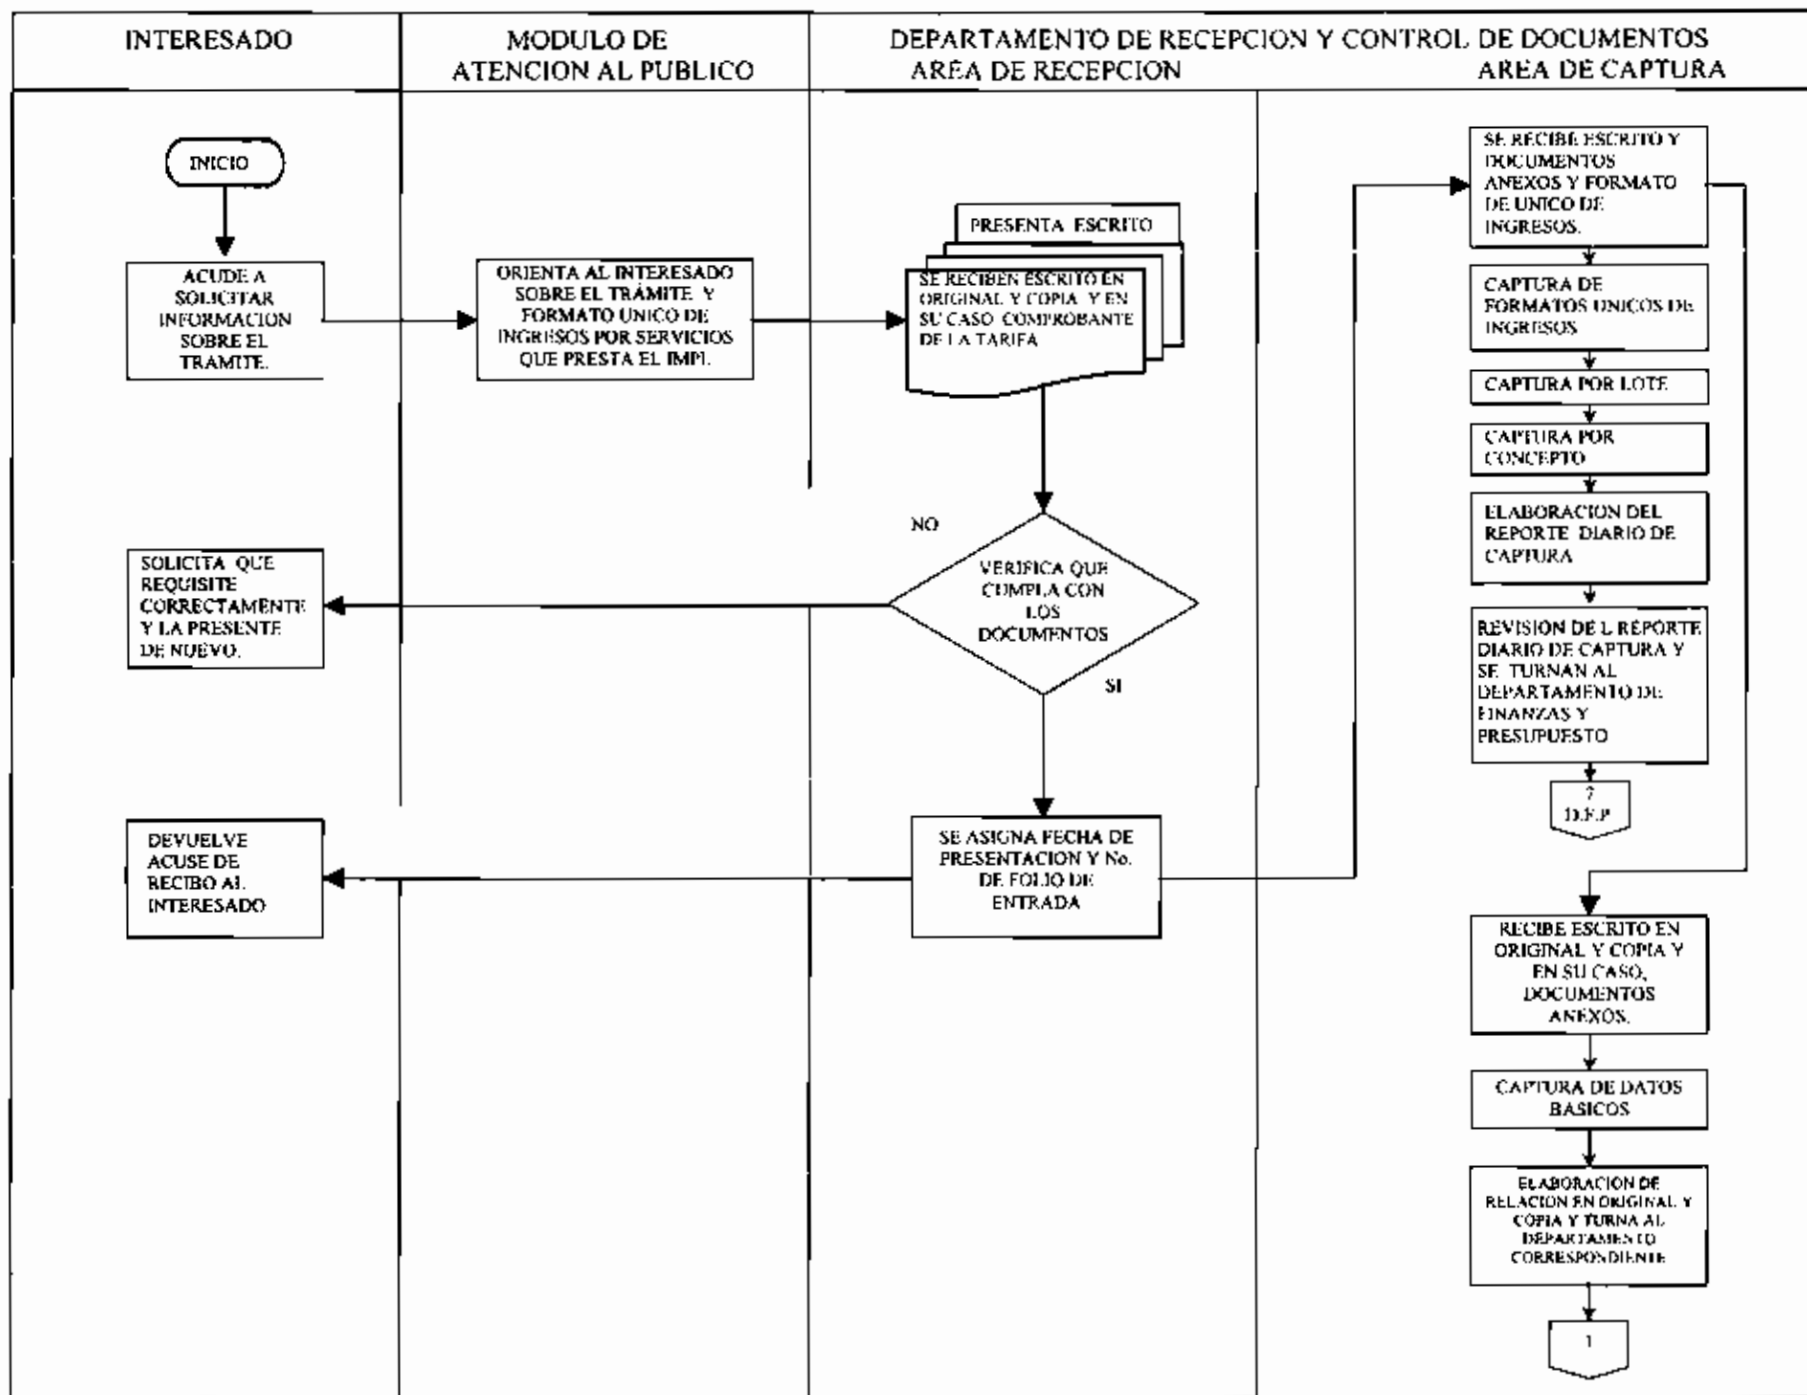 INTERESADO
MODULO DE
ATENCION AL PUBLICO
DEPARTAMENTO DE RECEPCION Y CONTROL DE DOCUMENTOS
AREA DE RECEPCION
AREA DE CAPTURA
INICIO
ACUDE A
SOLICITAR
INFORMACION
SOBRE EL
TRAMITE.
ORIENTA AL INTERESADO
SOBRE EL TRÁMITE Y
FORMATO UNICO DE
INGRESOS POR SERVICIOS
QUE PRESTA EL IMPI.
PRESENTA ESCRITO
SE RECIBEN ESCRITO EN
ORIGINAL Y COPIA Y EN
SU CASO COMPROBANTE
DE LA TARIFA
NO
VERIFICA QUE
CUMPLA CON
LOS
DOCUMENTOS
SI
SOLICITA QUE
REQUISITE
CORRECTAMENTE
Y LA PRESENTE
DE NUEVO.
SE ASIGNA FECHA DE
PRESENTACION Y No.
DE FOLIO DE
ENTRADA
DEVUELVE
ACUSE DE
RECIBO AL
INTERESADO
SE RECIBE ESCRITO Y
DOCUMENTOS
ANEXOS Y FORMATO
DE UNICO DE
INGRESOS.
CAPTURA DE
FORMATOS UNICOS DE
INGRESOS
CAPTURA POR LOTE
CAPTURA POR
CONCEPTO
ELABORACION DEL
REPORTE DIARIO DE
CAPTURA
REVISION DE L REPORTE
DIARIO DE CAPTURA Y
SE TURNAN AL
DEPARTAMENTO DE
FINANZAS Y
PRESUPUESTO
D.F.P
RECIBE ESCRITO EN
ORIGINAL Y COPIA Y
EN SU CASO,
DOCUMENTOS
ANEXOS.
CAPTURA DE DATOS
BASICOS
ELABORACION DE
RELACION EN ORIGINAL Y
COPIA Y TURNA AL
DEPARTAMENTO
CORRESPONDIENTE
1